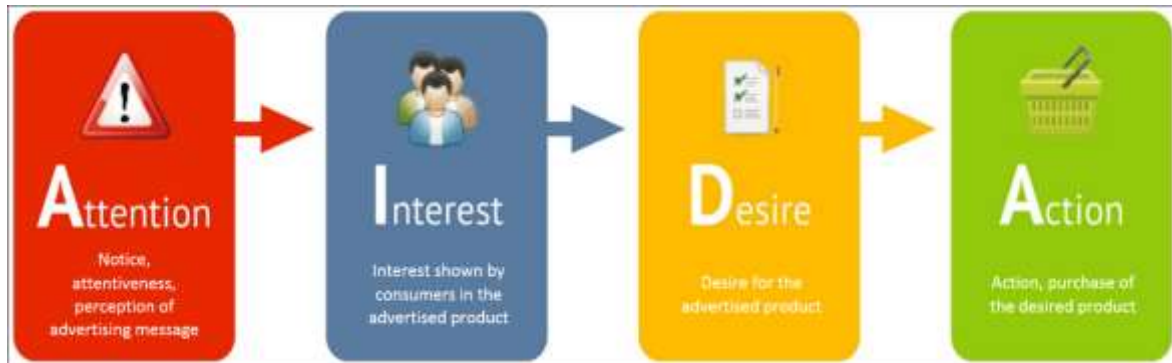 Attention
Notice,
attentiveness,
perception of
advertising message
Interest
Interest shown by
consumers in the
advertised product
Desire
Desire for the
advertised product
Action
Action, purchase of
the desired product